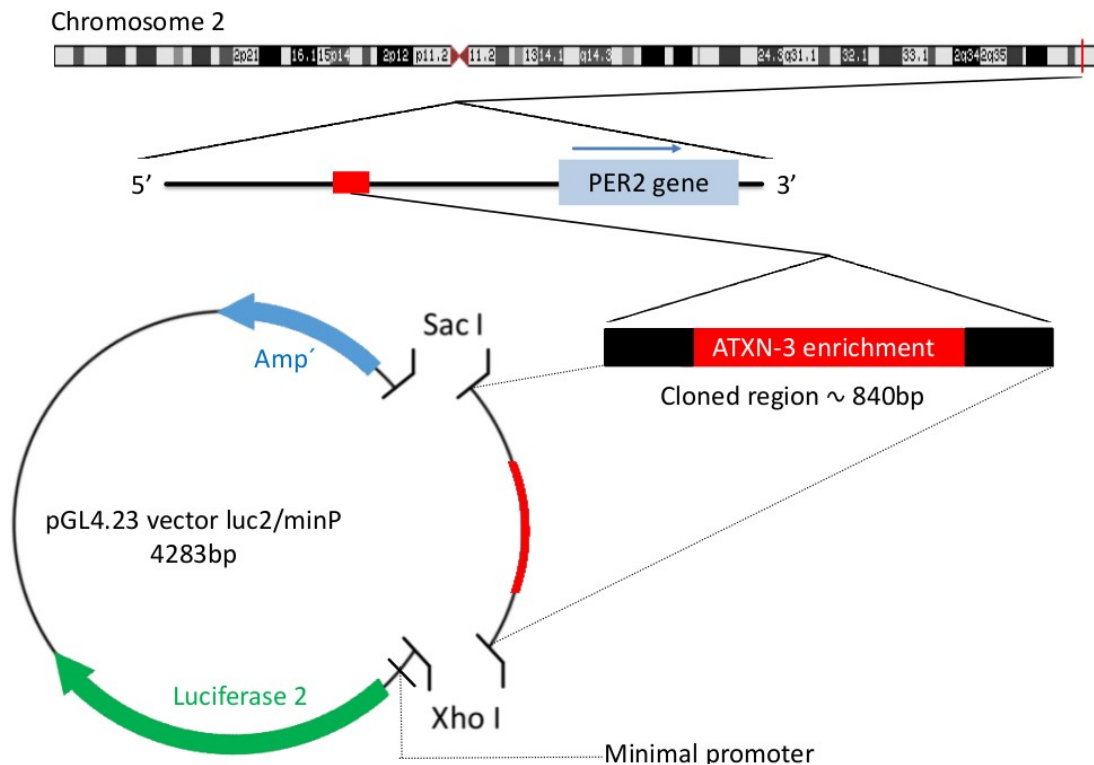 Chromosome 2
2p21 16.1 15p14 2p12 p11.2 11.2 13 14.1 q14.3 24.3 q31.1 32.1 33.1 2q34 2q35
5’ PER2 gene 3’
Sac I
Amp´
ATXN-3 enrichment
Cloned region ~ 840bp
pGL4.23 vector luc2/minP
4283bp
Luciferase 2
Xho I
Minimal promoter